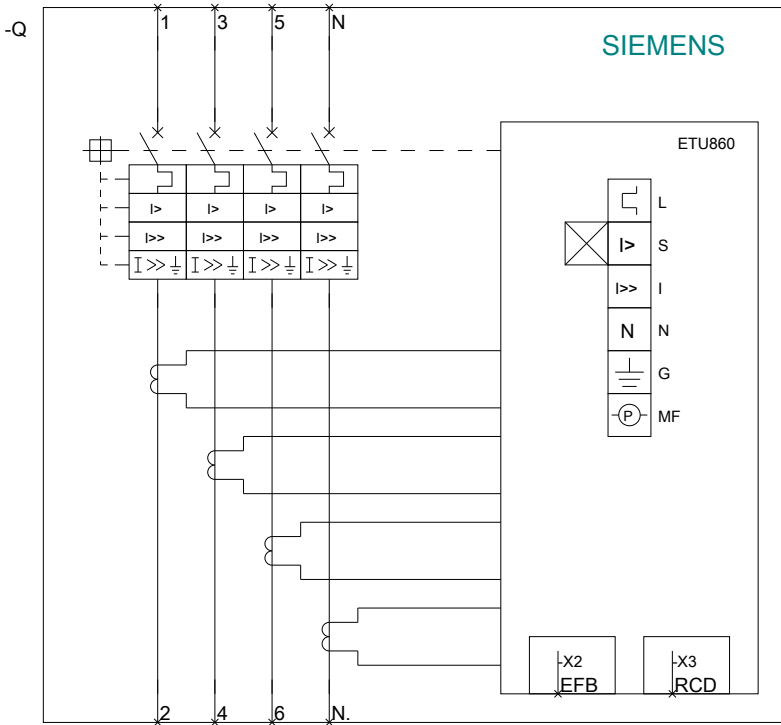 -Q
1 3 5 N
SIEMENS
ETU860
L
I> I> I> I> I> S
I>> I>> I>> I>> I>> I
I >> I >> I >> I >>
N N
G
P MF
-X2 -X3
EFB RCD
2 4 6 N.